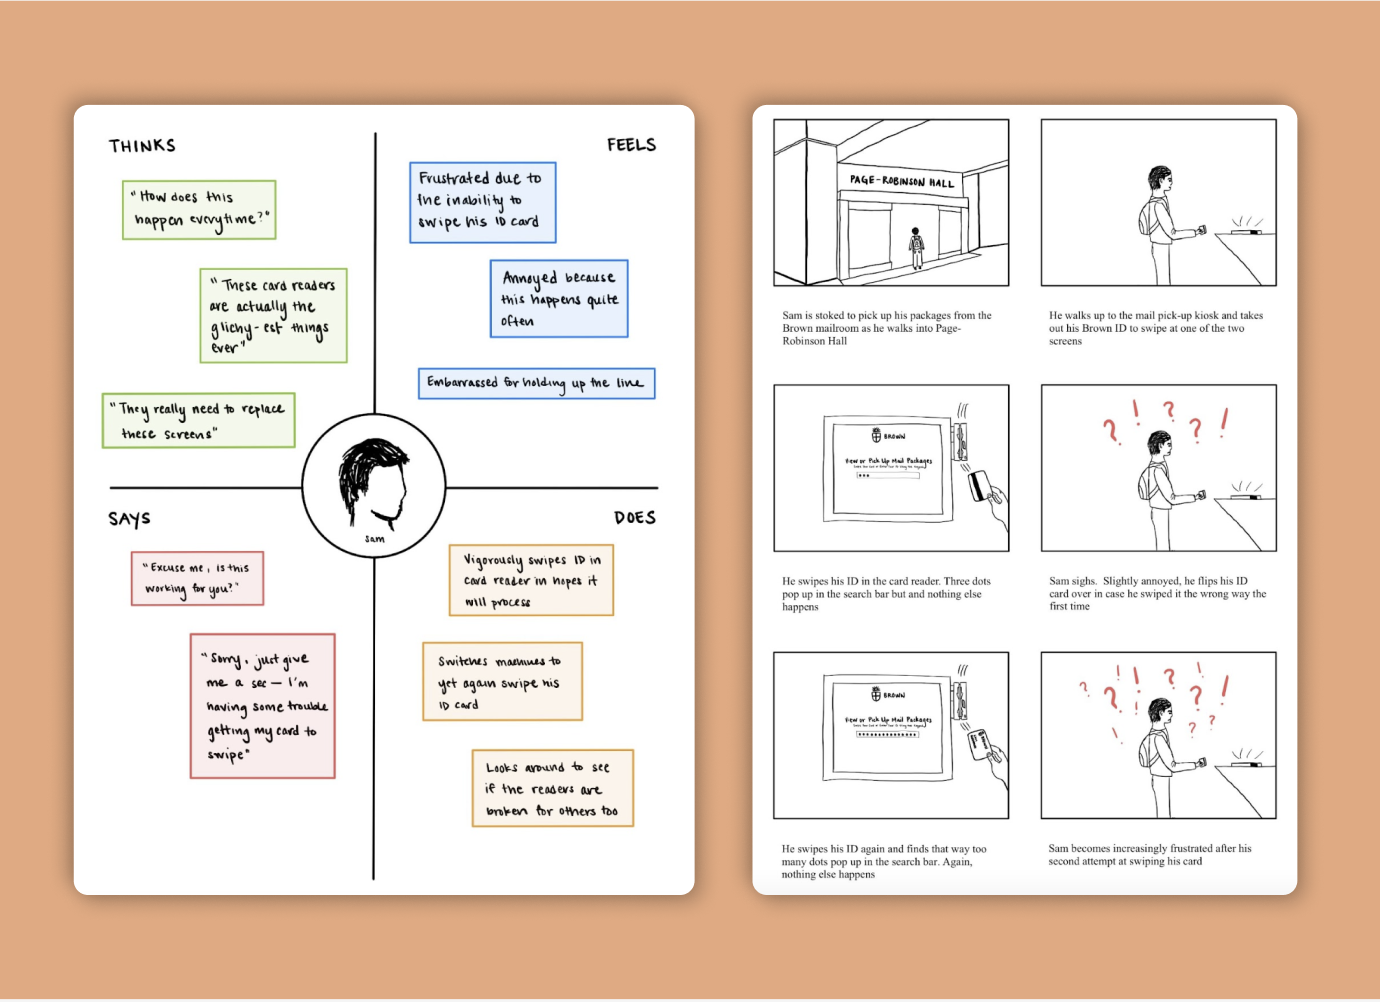 THINKS
"How does this
happen everytime?"
"These card readers
are actually the
glichy-est things
ever"
"They really need to replace
these screens"
FEELS
Frustrated due to
the inability to
swipe his ID card
Annoyed because
this happens quite
often
Embarrassed for holding up the line
Sam
SAYS
"Excuse me, is this
working for you?"
"Sorry, just give
me a sec — I'm
having some trouble
getting my card to
swipe"
DOES
Vigorously swipes ID in
card reader in hopes it
will process
Switches machines to
yet again swipe his
ID card
Looks around to see
if the readers are
broken for others too
PAGE-ROBINSON HALL
Sam is stoked to pick up his packages from the
Brown mailroom as he walks into Page-
Robinson Hall
He walks up to the mail pick-up kiosk and takes
out his Brown ID to swipe at one of the two
screens
BROWN
View or Pick Up Mail Packages
He swipes his ID in the card reader. Three dots
pop up in the search bar but and nothing else
happens
? ! ? ? !
Sam sighs.  Slightly annoyed, he flips his ID
card over in case he swiped it the wrong way the
first time
BROWN
View or Pick Up Mail Packages
He swipes his ID again and finds that way too
many dots pop up in the search bar. Again,
nothing else happens
? ? ! ! ! ? ! ? ! ! ? ?
Sam becomes increasingly frustrated after his
second attempt at swiping his card